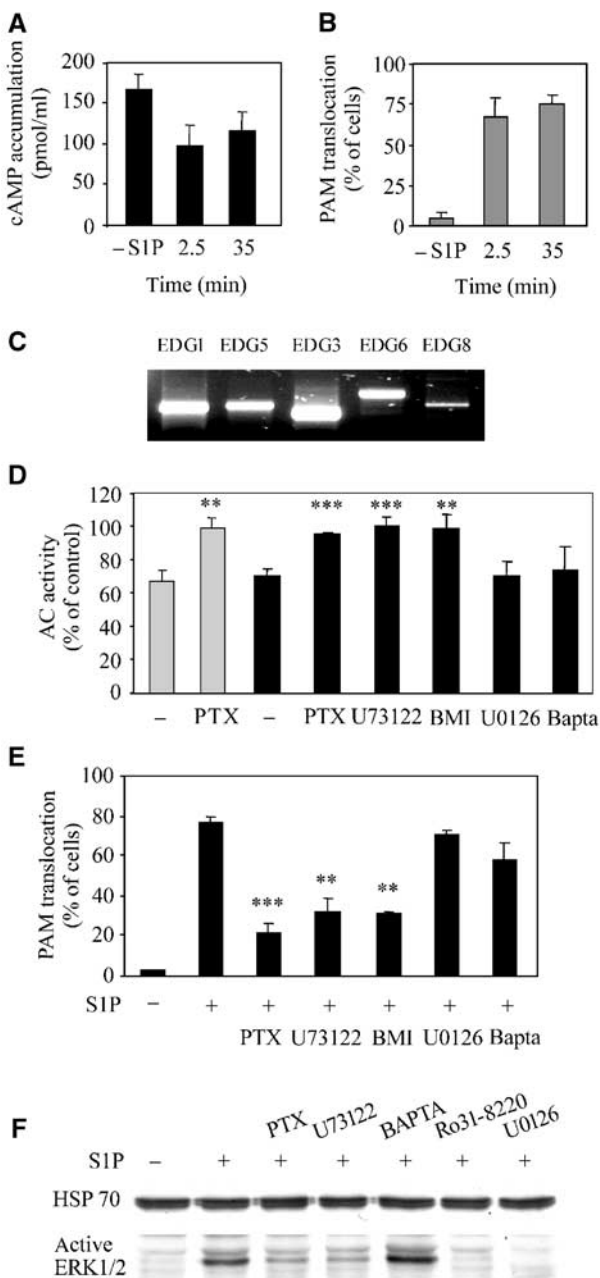 A
cAMP accumulation
(pmol/ml)
200
150
100
50
0
– S1P 2.5 35
Time (min)
B
PAM translocation
(% of cells)
100
75
50
25
0
– S1P 2.5 35
Time (min)
C
EDG1 EDG5 EDG3 EDG6 EDG8
D
AC activity
(% of control)
120
100
80
60
40
20
0
** *** *** **
– PTX – PTX U73122 BMI U0126 Bapta
E
PAM translocation
(% of cells)
100
80
60
40
20
0
*** ** **
S1P – + + + + + +
PTX U73122 BMI U0126 Bapta
F
PTX U73122 BAPTA Ro31-8220 U0126
S1P – + + + + + +
HSP 70
Active
ERK1/2